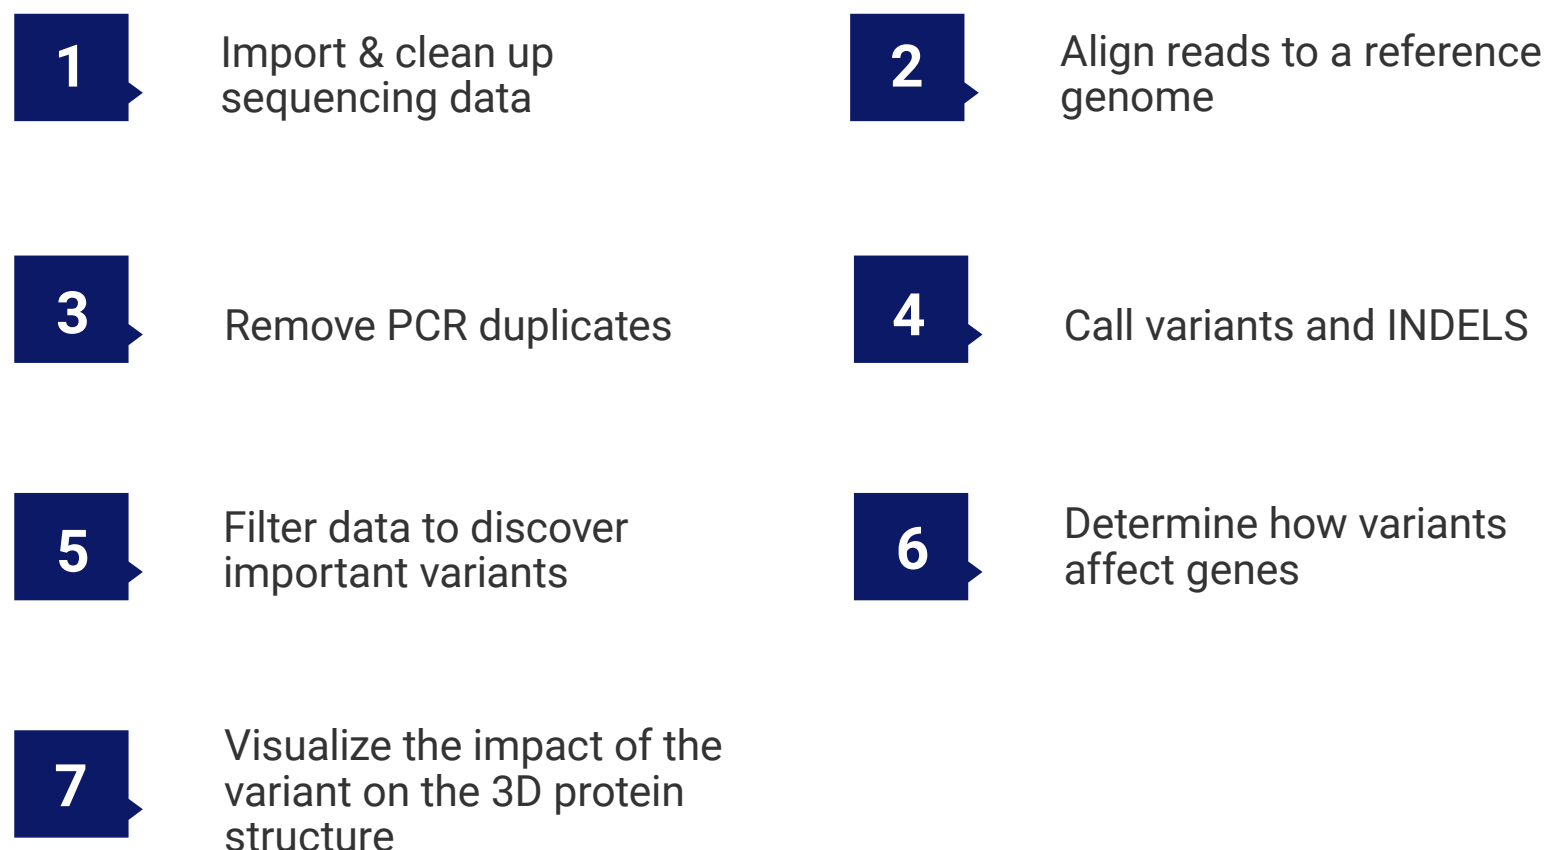 1
Import & clean up
sequencing data
2
Align reads to a reference
genome
3
Remove PCR duplicates
4
Call variants and INDELS
5
Filter data to discover
important variants
6
Determine how variants
affect genes
7
Visualize the impact of the
variant on the 3D protein
structure